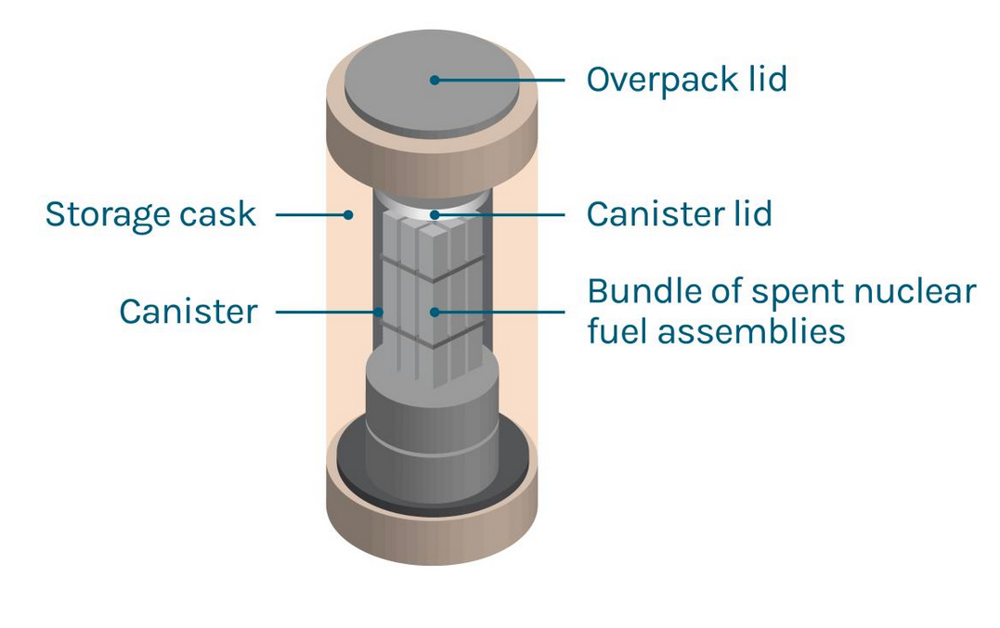 Overpack lid
Storage cask
Canister lid
Canister
Bundle of spent nuclear
fuel assemblies